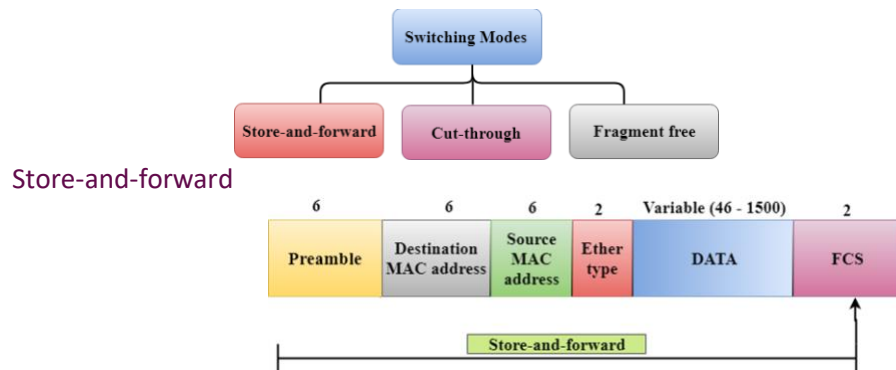 Switching Modes
Store-and-forward
Cut-through
Fragment free
Store-and-forward
6
6
6
2
Variable (46 - 1500)
2
Preamble
Destination
MAC address
Source
MAC
address
Ether
type
DATA
FCS
Store-and-forward